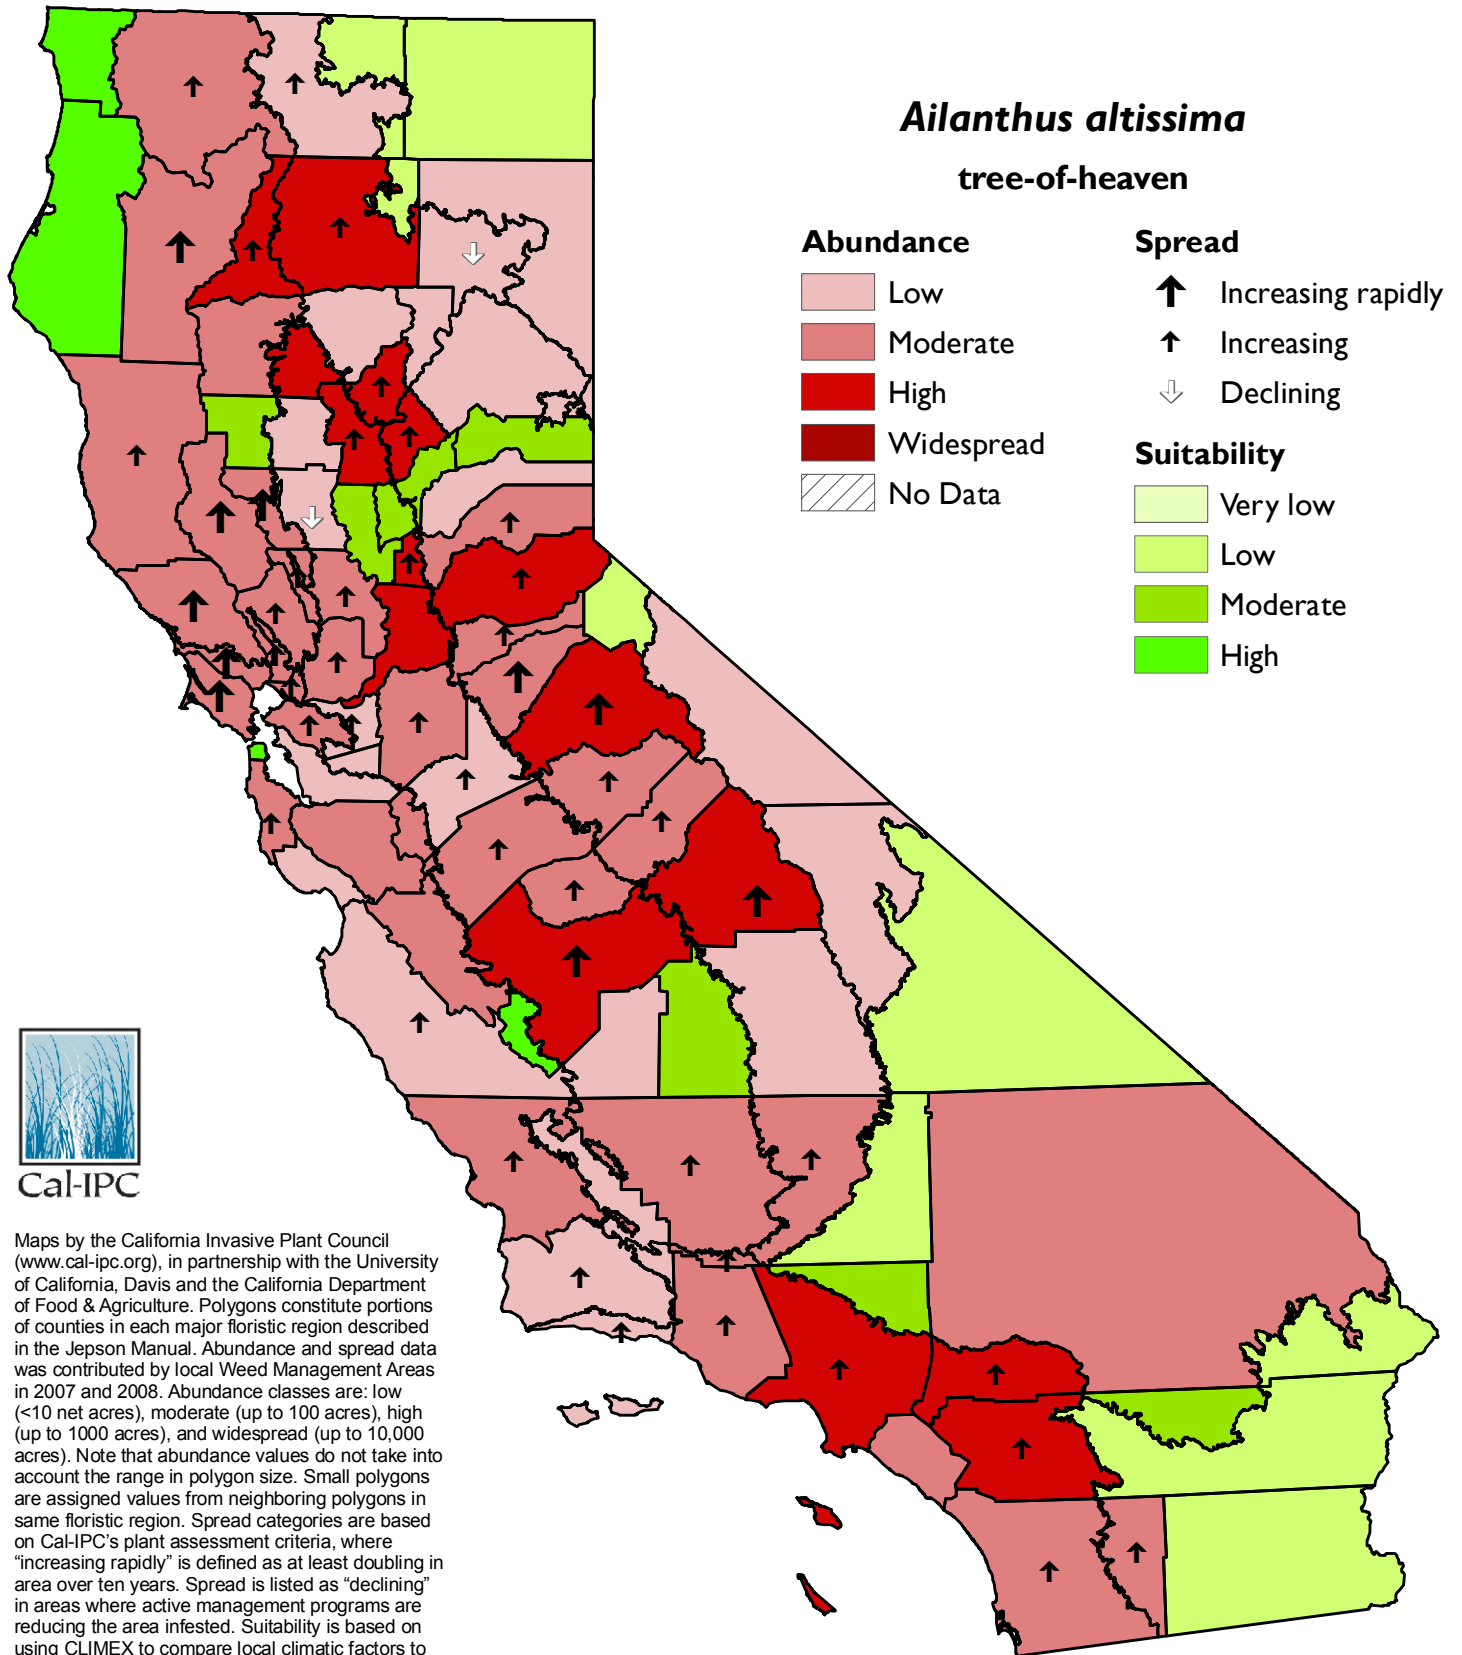 Ailanthus altissima
tree-of-heaven
Abundance
Low
Moderate
High
Widespread
No Data
Spread
Increasing rapidly
Increasing
Declining
Suitability
Very low
Low
Moderate
High
Cal-IPC
Maps by the California Invasive Plant Council
(www.cal-ipc.org), in partnership with the University
of California, Davis and the California Department
of Food & Agriculture. Polygons constitute portions
of counties in each major floristic region described
in the Jepson Manual. Abundance and spread data
was contributed by local Weed Management Areas
in 2007 and 2008. Abundance classes are: low
(<10 net acres), moderate (up to 100 acres), high
(up to 1000 acres), and widespread (up to 10,000
acres). Note that abundance values do not take into
account the range in polygon size. Small polygons
are assigned values from neighboring polygons in
same floristic region. Spread categories are based
on Cal-IPC’s plant assessment criteria, where
“increasing rapidly” is defined as at least doubling in
area over ten years. Spread is listed as “declining”
in areas where active management programs are
reducing the area infested. Suitability is based on
using CLIMEX to compare local climatic factors to